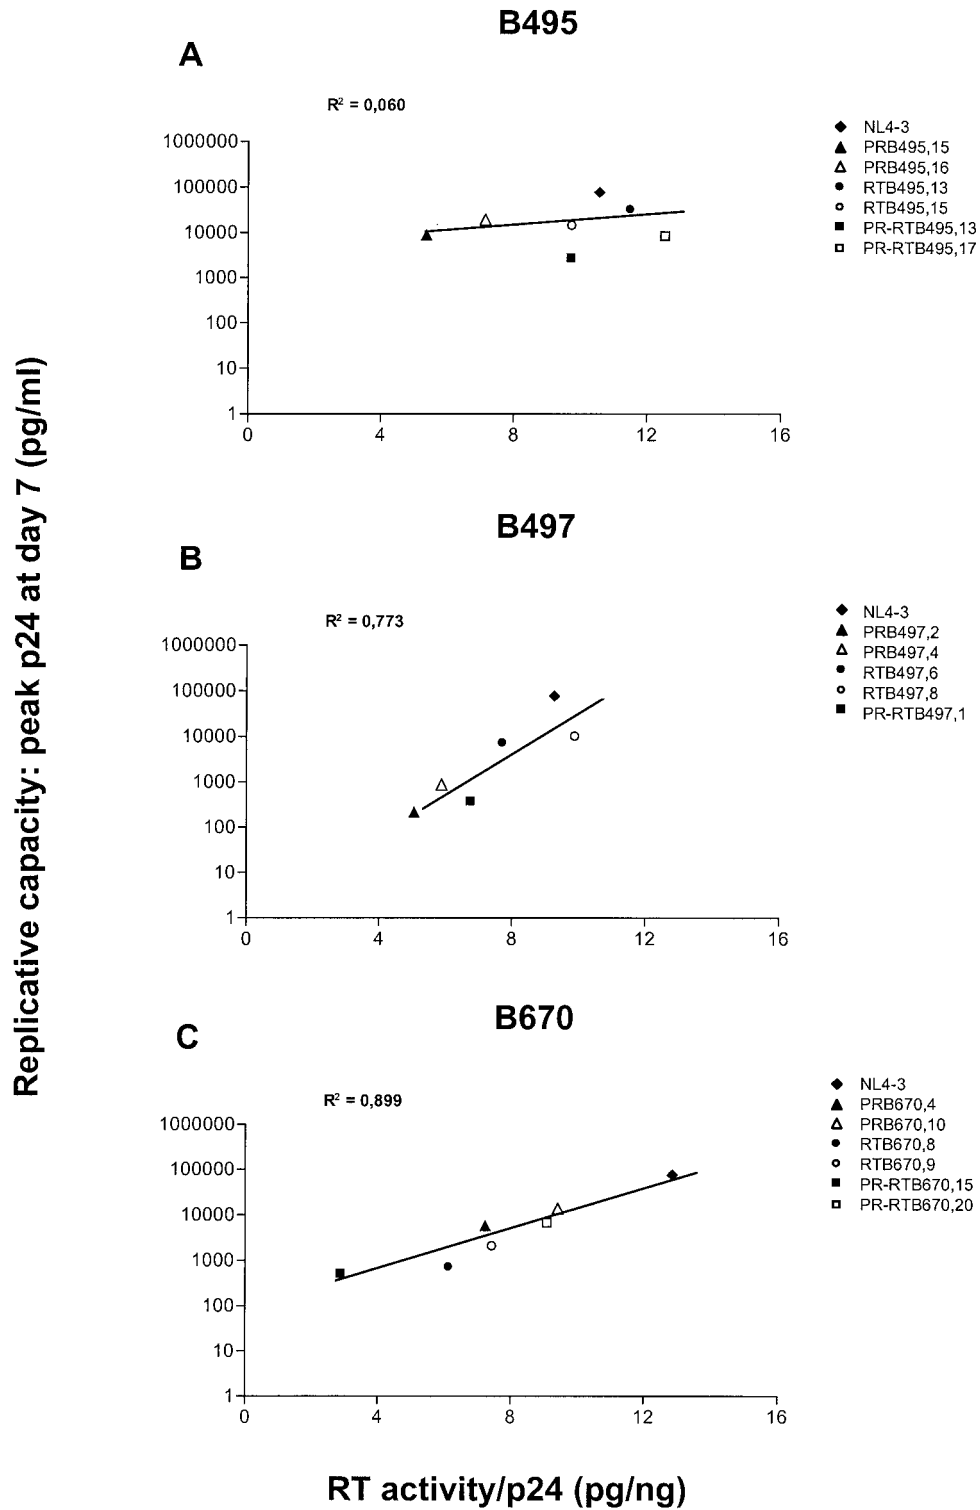 B495
A
R² = 0,060
1000000
100000
10000
1000
100
10
1
0 4 8 12 16
NL4-3
PRB495,15
PRB495,16
RTB495,13
RTB495,15
PR-RTB495,13
PR-RTB495,17
Replicative capacity: peak p24 at day 7 (pg/ml)
B497
B
R² = 0,773
1000000
100000
10000
1000
100
10
1
0 4 8 12 16
NL4-3
PRB497,2
PRB497,4
RTB497,6
RTB497,8
PR-RTB497,1
B670
C
R² = 0,899
1000000
100000
10000
1000
100
10
1
0 4 8 12 16
NL4-3
PRB670,4
PRB670,10
RTB670,8
RTB670,9
PR-RTB670,15
PR-RTB670,20
RT activity/p24 (pg/ng)